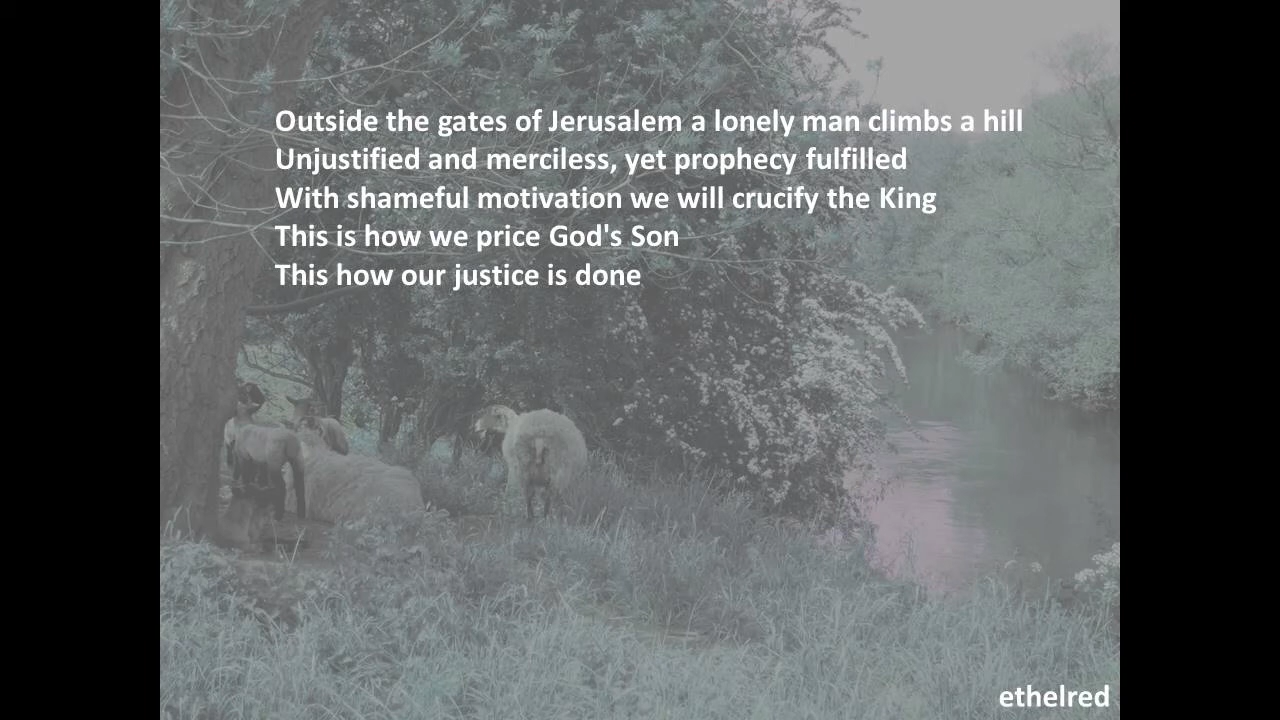 Outside the gates of Jerusalem a lonely man climbs a hill
Unjustified and merciless, yet prophecy fulfilled
With shameful motivation we will crucify the King
This is how we price God's Son
This how our justice is done
ethelred